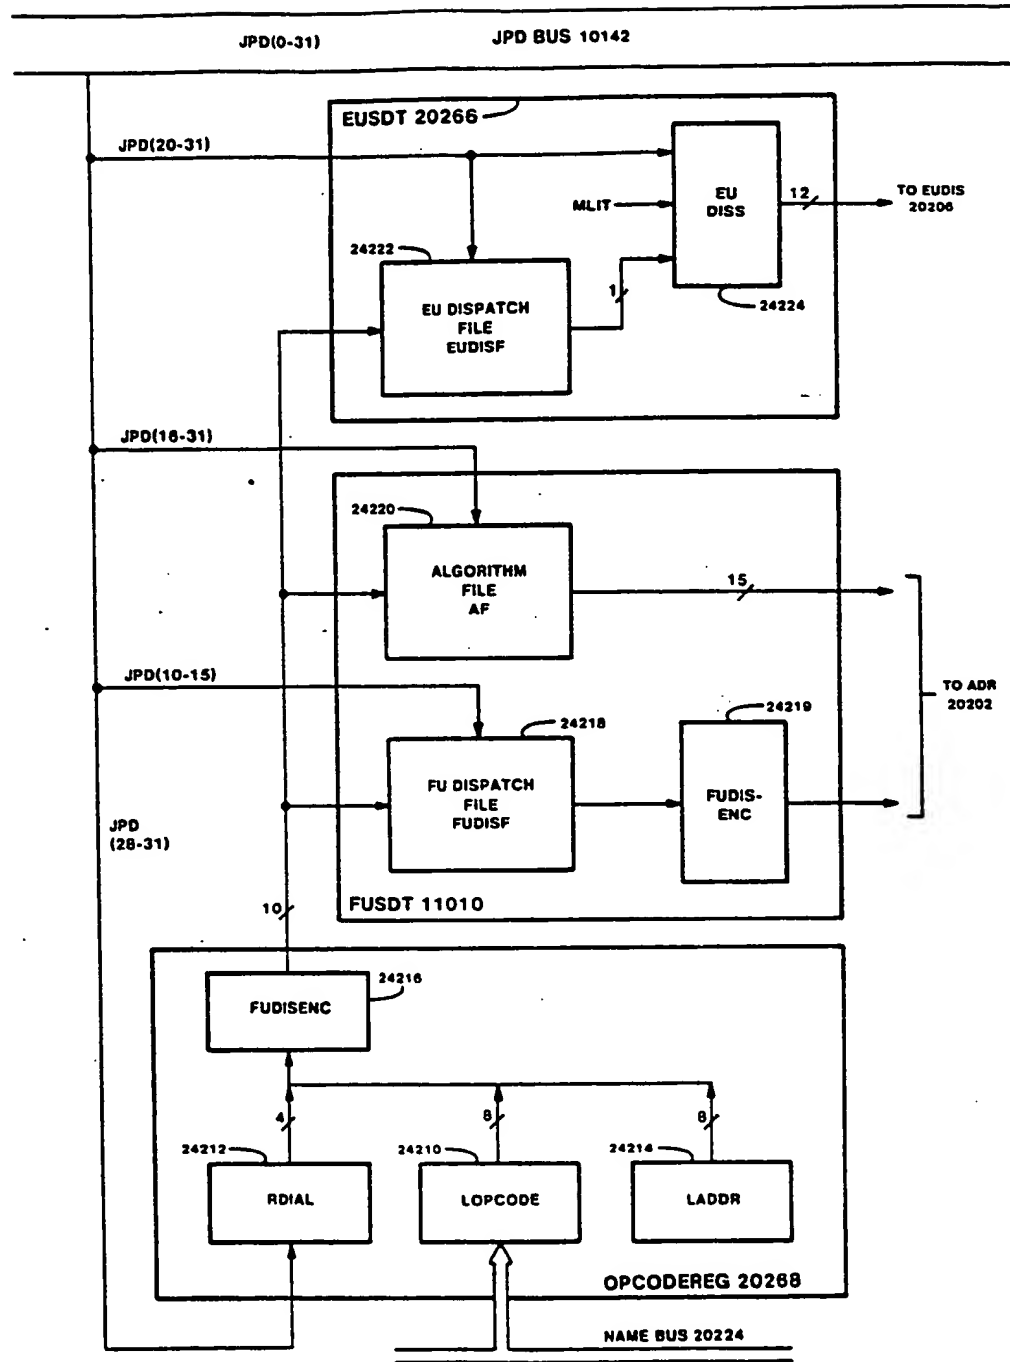 JPD(0-31)
JPD BUS 10142
EUSDT 20266
JPD(20-31)
MLIT
EU
DISS
12
TO EUDIS
20206
24222
24224
EU DISPATCH
FILE
EUDISF
1
JPD(16-31)
24220
ALGORITHM
FILE
AF
15
JPD(10-15)
TO ADR
20202
24218
24219
FU DISPATCH
FILE
FUDISF
FUDIS-
ENC
JPD
(28-31)
FUSDT 11010
10
24216
FUDISENC
4
8
8
24212
24210
24214
RDIAL
LOPCODE
LADDR
OPCODEREG 20268
NAME BUS 20224